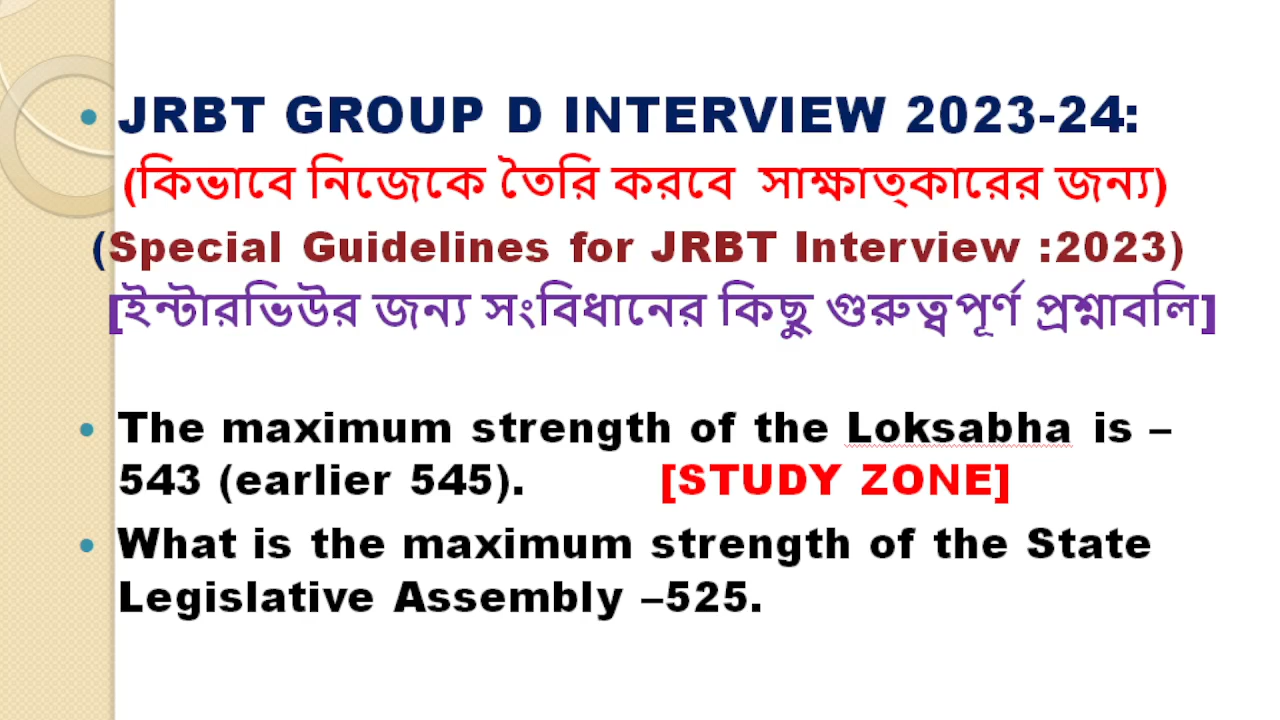 JRBT GROUP D INTERVIEW 2023-24:
(কিভাবে নিজেকে তৈরি করবে সাক্ষাত্কারের জন্য)
(Special Guidelines for JRBT Interview :2023)
[ইন্টারভিউর জন্য সংবিধানের কিছু গুরুত্বপূর্ণ প্রশ্নাবলি]
The maximum strength of the Loksabha is –
543 (earlier 545). [STUDY ZONE]
What is the maximum strength of the State
Legislative Assembly –525.